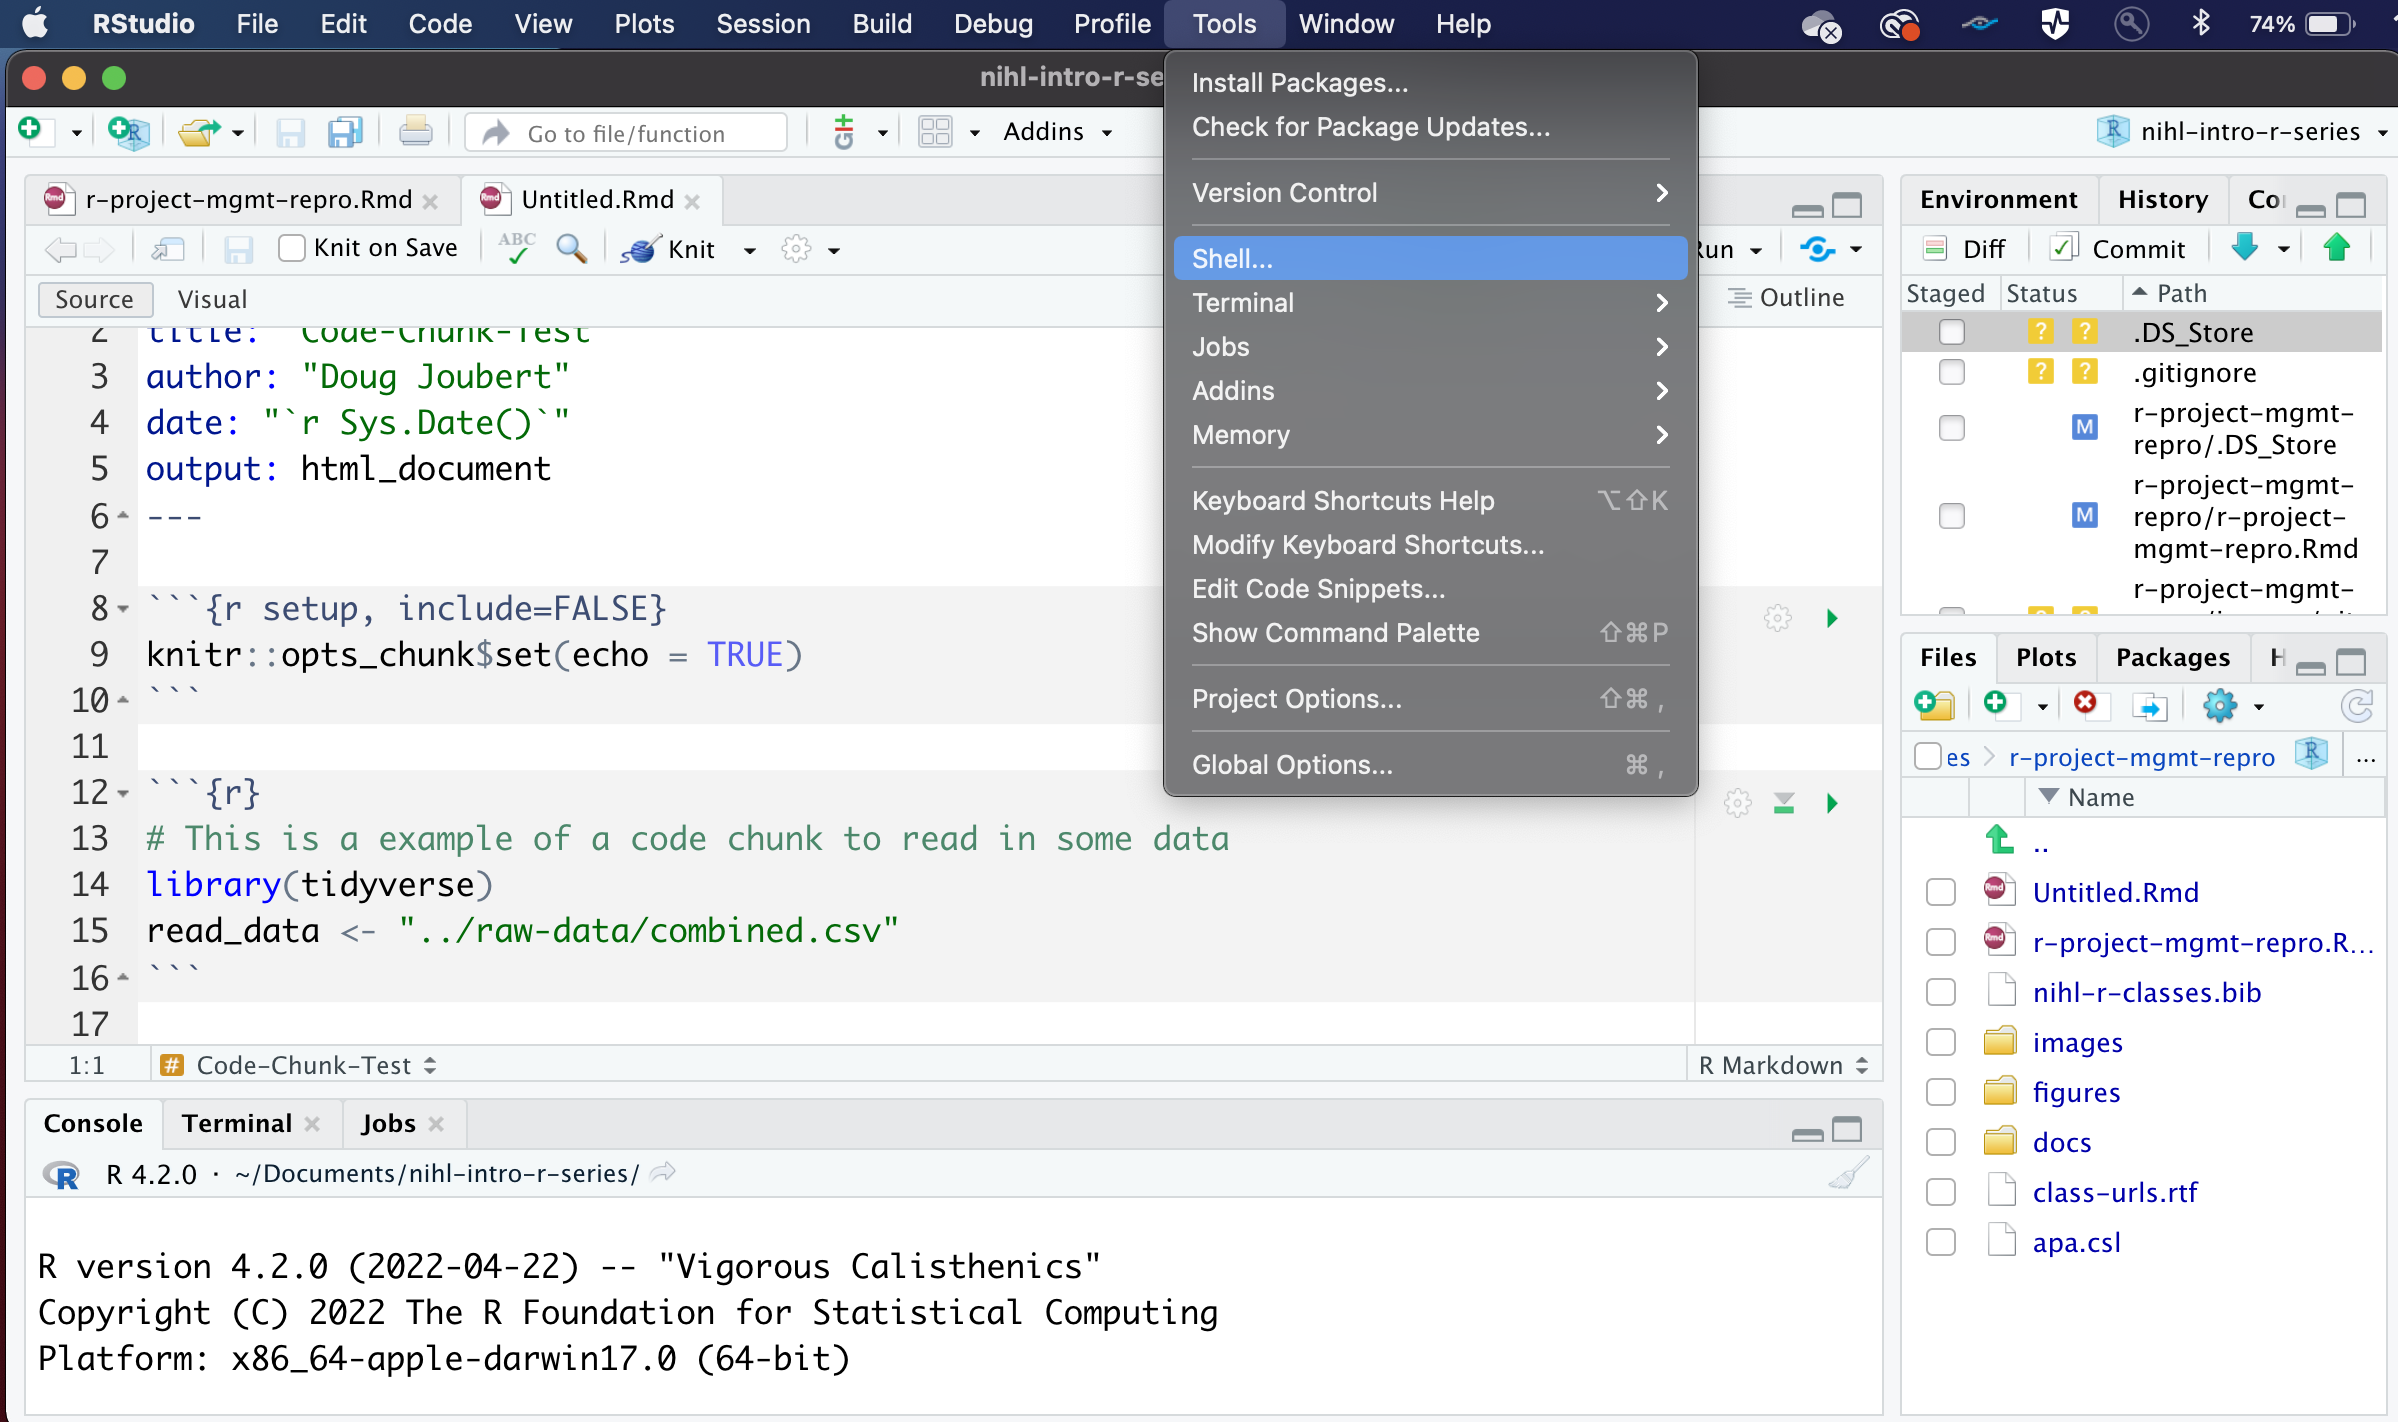 RStudio File Edit Code View Plots Session Build Debug Profile Tools Window Help 74%
nihl-intro-r-se
Go to file/function Addins nihl-intro-r-series
Install Packages...
Check for Package Updates...
Version Control
Shell...
Terminal
Jobs
Addins
Memory
Keyboard Shortcuts Help ⌥⇧K
Modify Keyboard Shortcuts...
Edit Code Snippets...
Show Command Palette ⇧⌘P
Project Options... ⇧⌘,
Global Options... ⌘,
r-project-mgmt-repro.Rmd Untitled.Rmd
Knit on Save ABC Knit Run
Source Visual Outline
2 title: "Code-Chunk-Test
3 author: "Doug Joubert"
4 date: "`r Sys.Date()`"
5 output: html_document
6 ---
7
8 ```{r setup, include=FALSE}
9 knitr::opts_chunk$set(echo = TRUE)
10 ```
11
12 ```{r}
13 # This is a example of a code chunk to read in some data
14 library(tidyverse)
15 read_data <- "../raw-data/combined.csv"
16 ```
17
1:1 # Code-Chunk-Test R Markdown
Console Terminal Jobs
R 4.2.0 · ~/Documents/nihl-intro-r-series/
R version 4.2.0 (2022-04-22) -- "Vigorous Calisthenics"
Copyright (C) 2022 The R Foundation for Statistical Computing
Platform: x86_64-apple-darwin17.0 (64-bit)
Environment History Co
Diff Commit
Staged Status Path
? ? .DS_Store
? ? .gitignore
M r-project-mgmt-
repro/.DS_Store
M r-project-mgmt-
repro/r-project-
mgmt-repro.Rmd
r-project-mgmt-
Files Plots Packages H
es r-project-mgmt-repro ...
Name
..
Untitled.Rmd
r-project-mgmt-repro.R...
nihl-r-classes.bib
images
figures
docs
class-urls.rtf
apa.csl